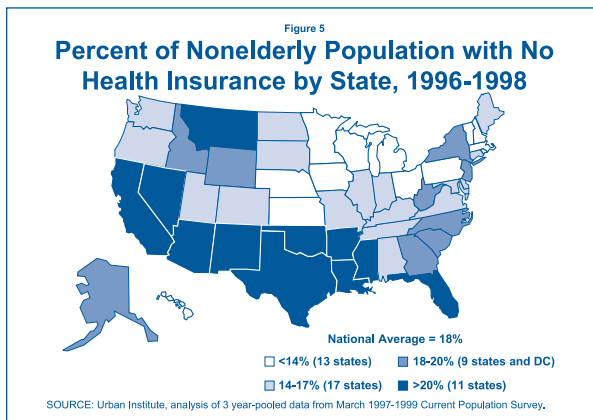 Figure 5
Percent of Nonelderly Population with No
Health Insurance by State, 1996-1998
National Average = 18%
<14% (13 states)
18-20% (9 states and DC)
14-17% (17 states)
>20% (11 states)
SOURCE: Urban Institute, analysis of 3 year-pooled data from March 1997-1999 Current Population Survey.